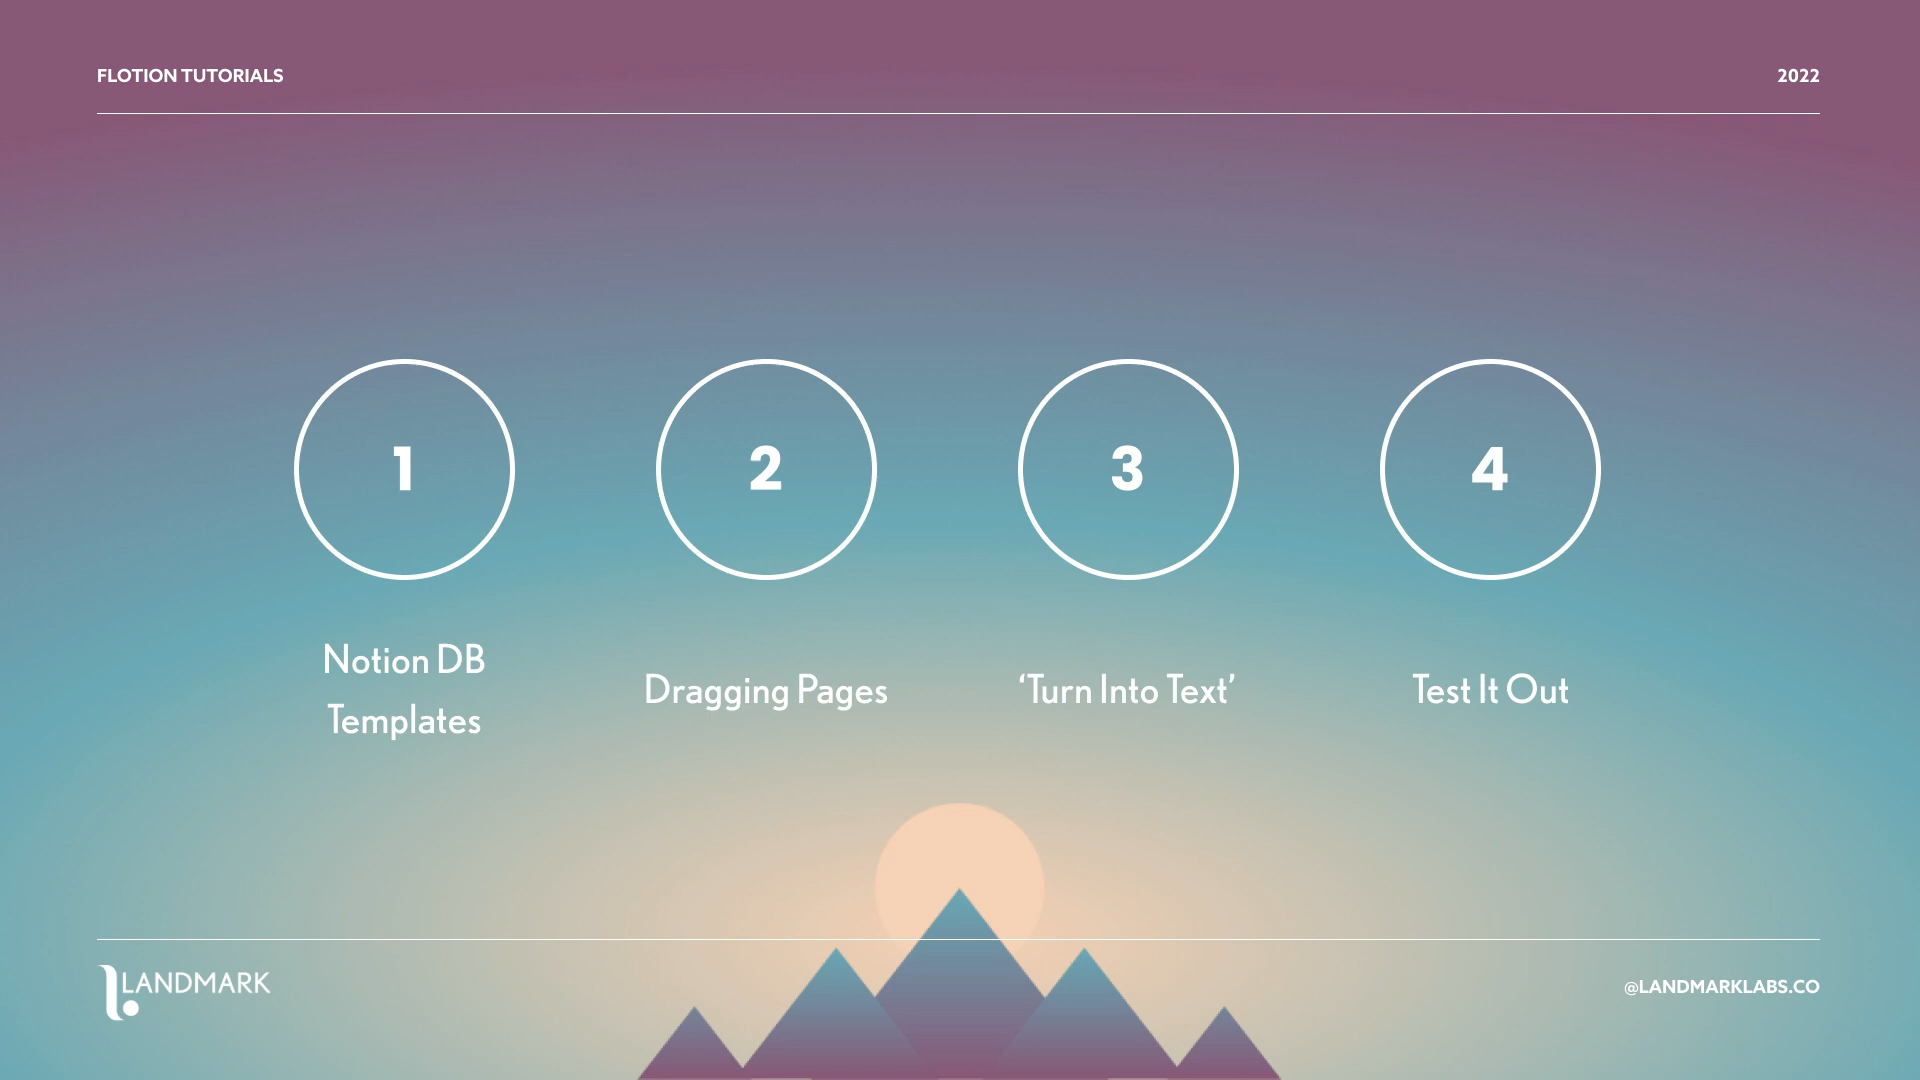 FLOTION TUTORIALS
2022
1
2
3
4
Notion DB
Templates
Dragging Pages
‘Turn Into Text’
Test It Out
LANDMARK
@LANDMARKLABS.CO